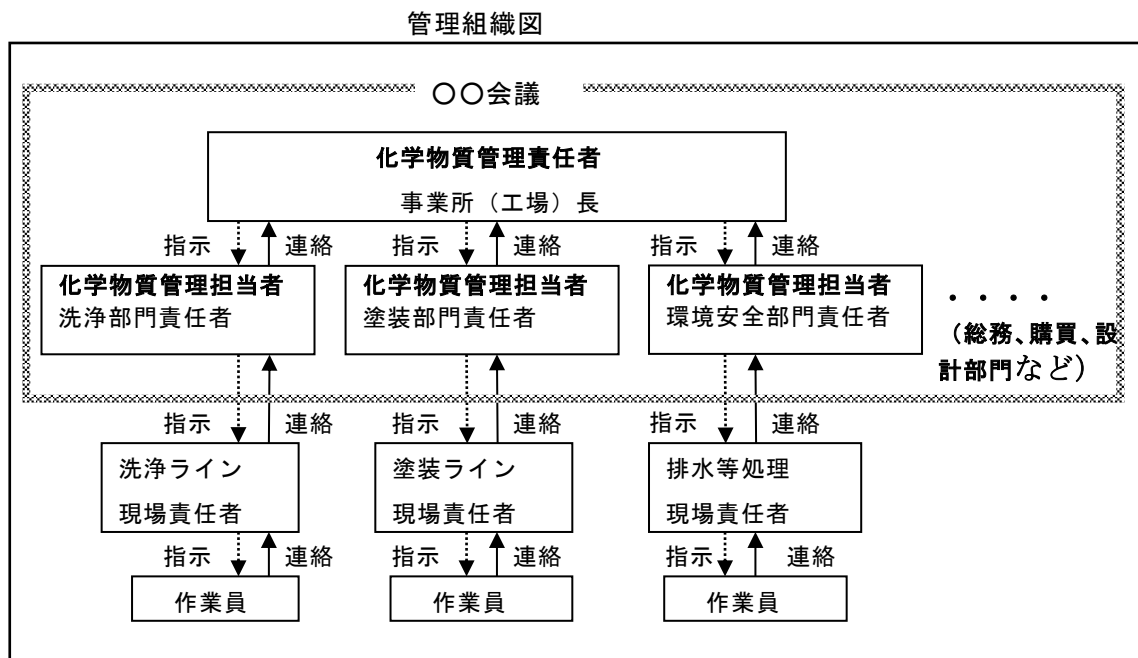 管理組織図
〇〇会議
化学物質管理責任者
事業所（工場）長
指示 連絡 指示 連絡 指示 連絡
化学物質管理担当者
洗浄部門責任者
化学物質管理担当者
塗装部門責任者
化学物質管理担当者
環境安全部門責任者
・・・・
（総務、購買、設
計部門など）
指示 連絡 指示 連絡 指示 連絡
洗浄ライン
現場責任者
塗装ライン
現場責任者
排水等処理
現場責任者
指示 連絡 指示 連絡 指示 連絡
作業員
作業員
作業員